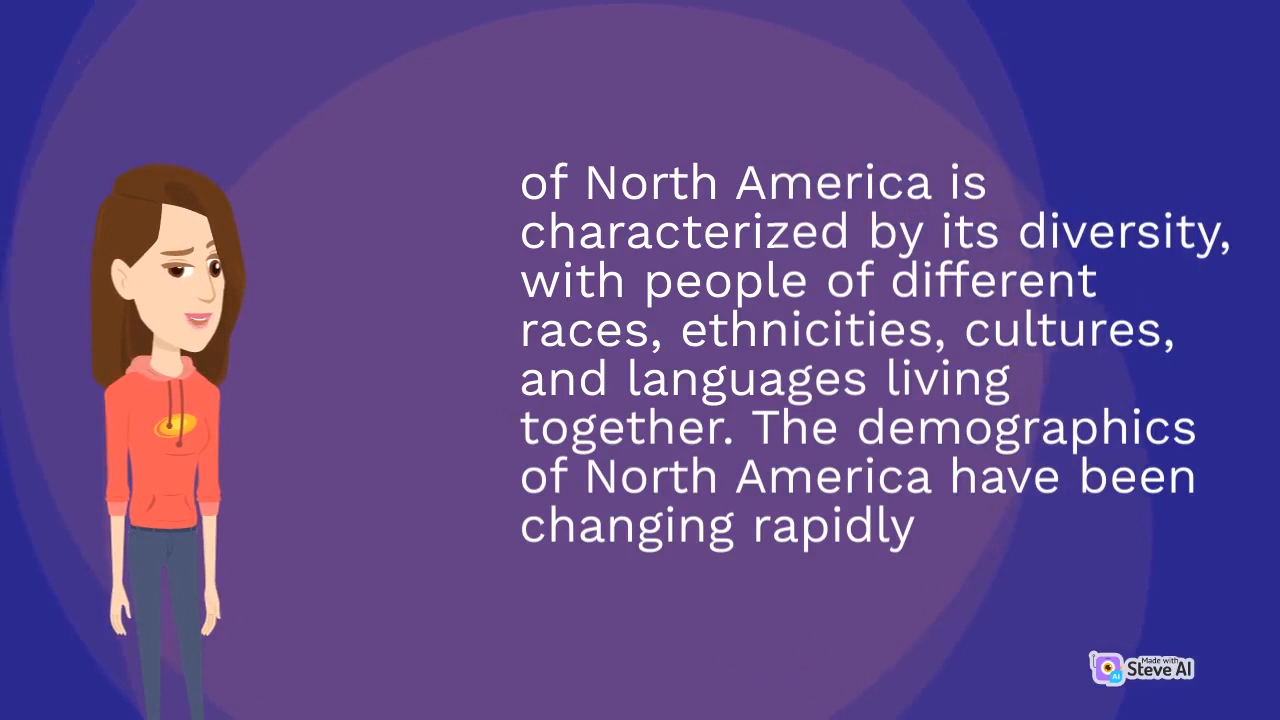 of North America is
characterized by its diversity,
with people of different
races, ethnicities, cultures,
and languages living
together. The demographics
of North America have been
changing rapidly
Made with
Steve AI
AI